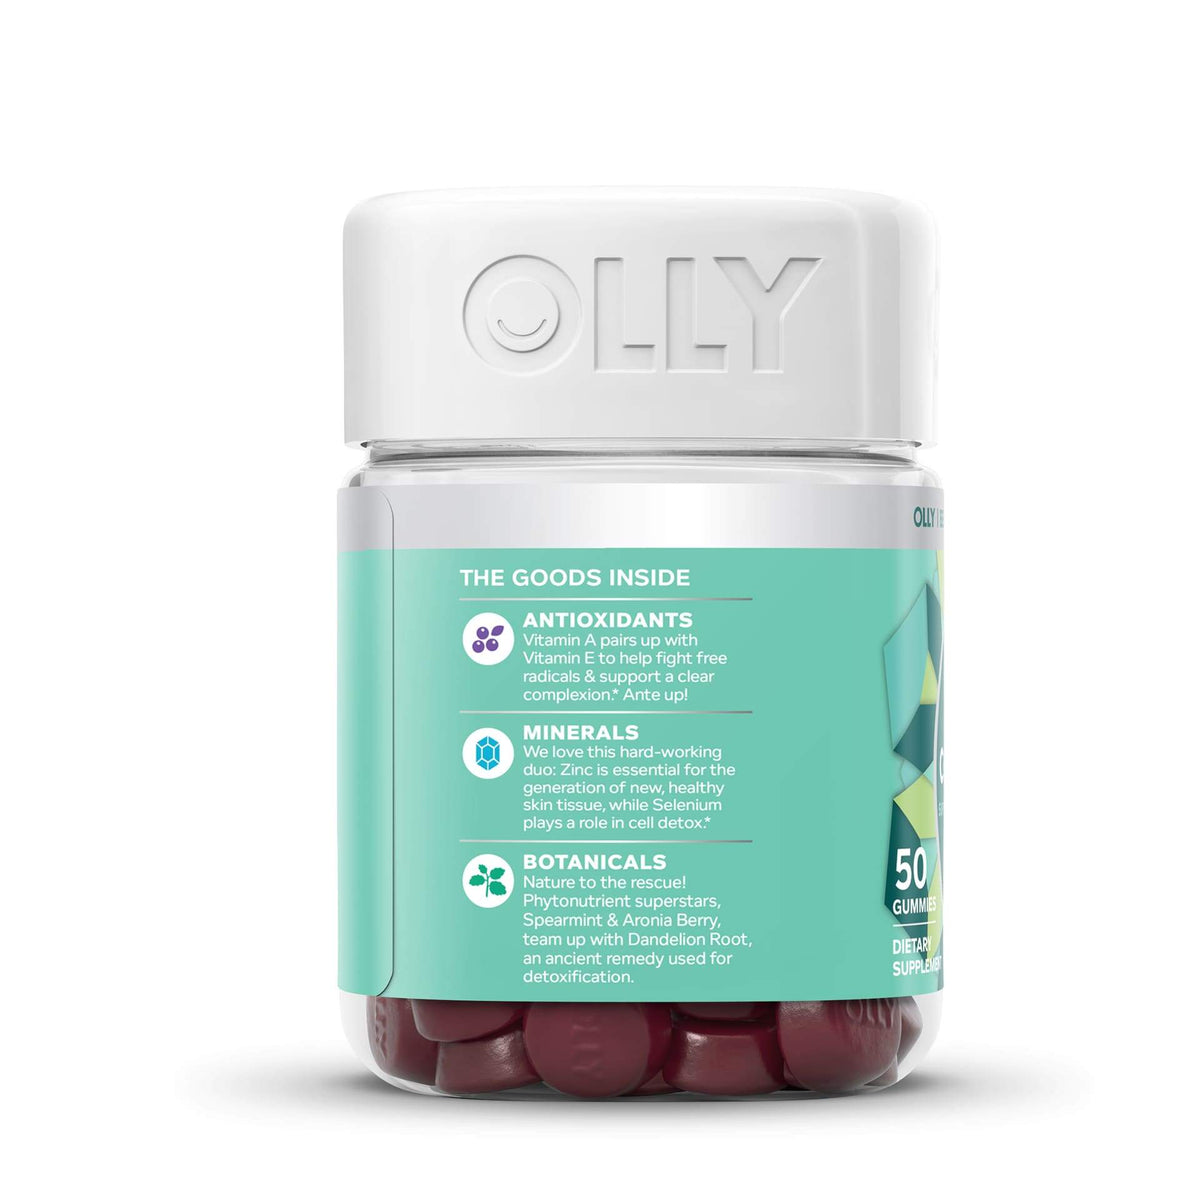 OLLY
OLLY
THE GOODS INSIDE
ANTIOXIDANTS
Vitamin A pairs up with
Vitamin E to help fight free
radicals & support a clear
complexion.* Ante up!
MINERALS
We love this hard-working
duo: Zinc is essential for the
generation of new, healthy
skin tissue, while Selenium
plays a role in cell detox.*
BOTANICALS
Nature to the rescue!
Phytonutrient superstars,
Spearmint & Aronia Berry,
team up with Dandelion Root,
an ancient remedy used for
detoxification.
50
GUMMIES
DIETARY
SUPPLEMENT
OLLY